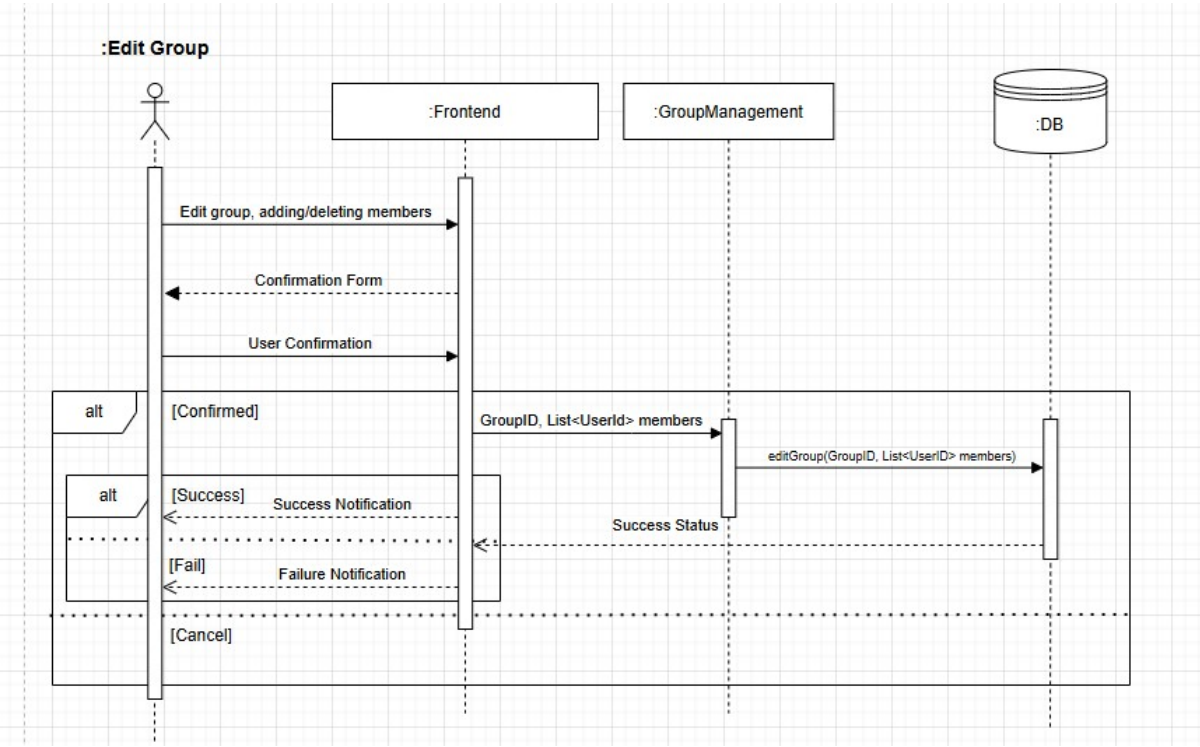 :Edit Group
:Frontend
:GroupManagement
:DB
Edit group, adding/deleting members
Confirmation Form
User Confirmation
alt
[Confirmed]
GroupID, List<UserId> members
editGroup(GroupID, List<UserID> members)
alt
[Success]
Success Notification
Success Status
[Fail]
Failure Notification
[Cancel]